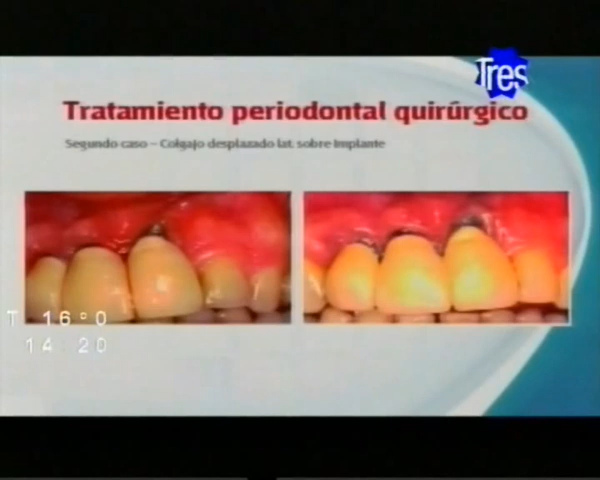 Tres
Tratamiento periodontal quirúrgico
Segundo caso – Colgajo desplazado lat. sobre Implante
T 16°0
14 20